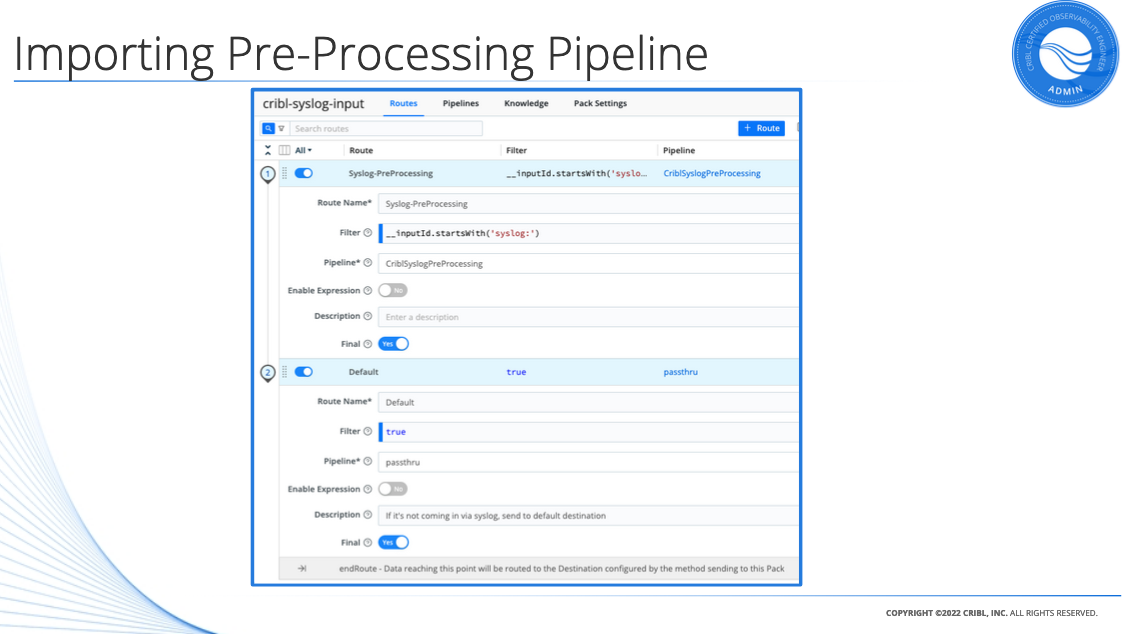 Importing Pre-Processing Pipeline
CRIBL CERTIFIED OBSERVABILITY ENGINEER
ADMIN
cribl-syslog-input Routes Pipelines Knowledge Pack Settings
Search routes + Route
All Route Filter Pipeline
1 Syslog-PreProcessing __inputId.startsWith('syslo... CriblSyslogPreProcessing
Route Name* Syslog-PreProcessing
Filter __inputId.startsWith('syslog:')
Pipeline* CriblSyslogPreProcessing
Enable Expression No
Description Enter a description
Final Yes
2 Default true passthru
Route Name* Default
Filter true
Pipeline* passthru
Enable Expression No
Description If it's not coming in via syslog, send to default destination
Final Yes
endRoute - Data reaching this point will be routed to the Destination configured by the method sending to this Pack
COPYRIGHT ©2022 CRIBL, INC. ALL RIGHTS RESERVED.